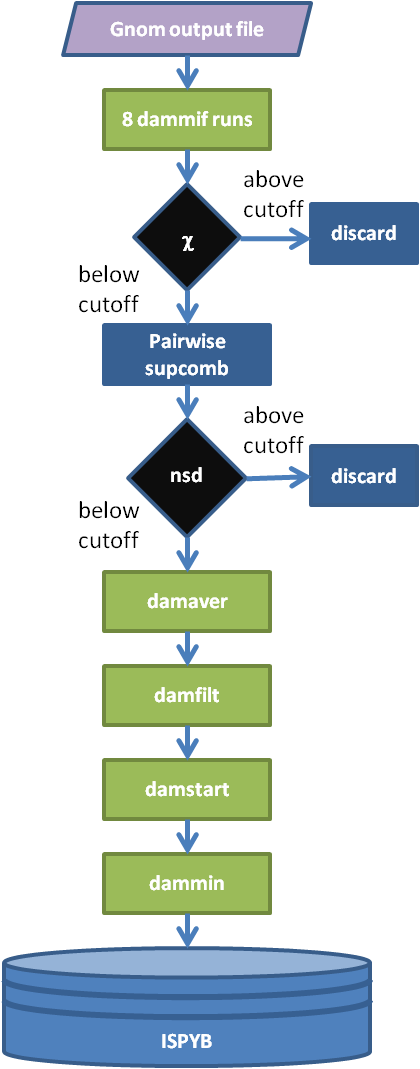 Gnom output file
8 dammif runs
above
cutoff
χ
discard
below
cutoff
Pairwise
supcomb
above
cutoff
nsd
discard
below
cutoff
damaver
damfilt
damstart
dammin
ISPYB